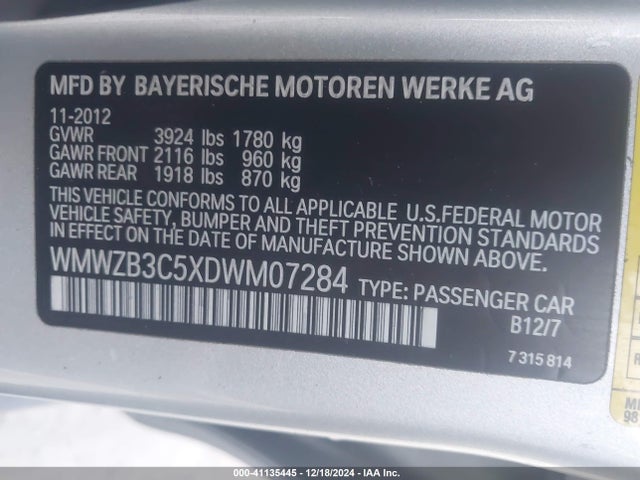 MFD BY BAYERISCHE MOTOREN WERKE AG
11-2012
GVWR 3924 lbs 1780 kg
GAWR FRONT 2116 lbs 960 kg
GAWR REAR 1918 lbs 870 kg
THIS VEHICLE CONFORMS TO ALL APPLICABLE U.S.FEDERAL MOTOR
VEHICLE SAFETY, BUMPER AND THEFT PREVENTION STANDARDS
IN EFFECT ON THE DATE OF MANUFACTURE SHOWN ABOVE.
WMWZB3C5XDWM07284 TYPE: PASSENGER CAR
B12/7
7 315 814
000-41135445 - 12/18/2024 - IAA Inc.